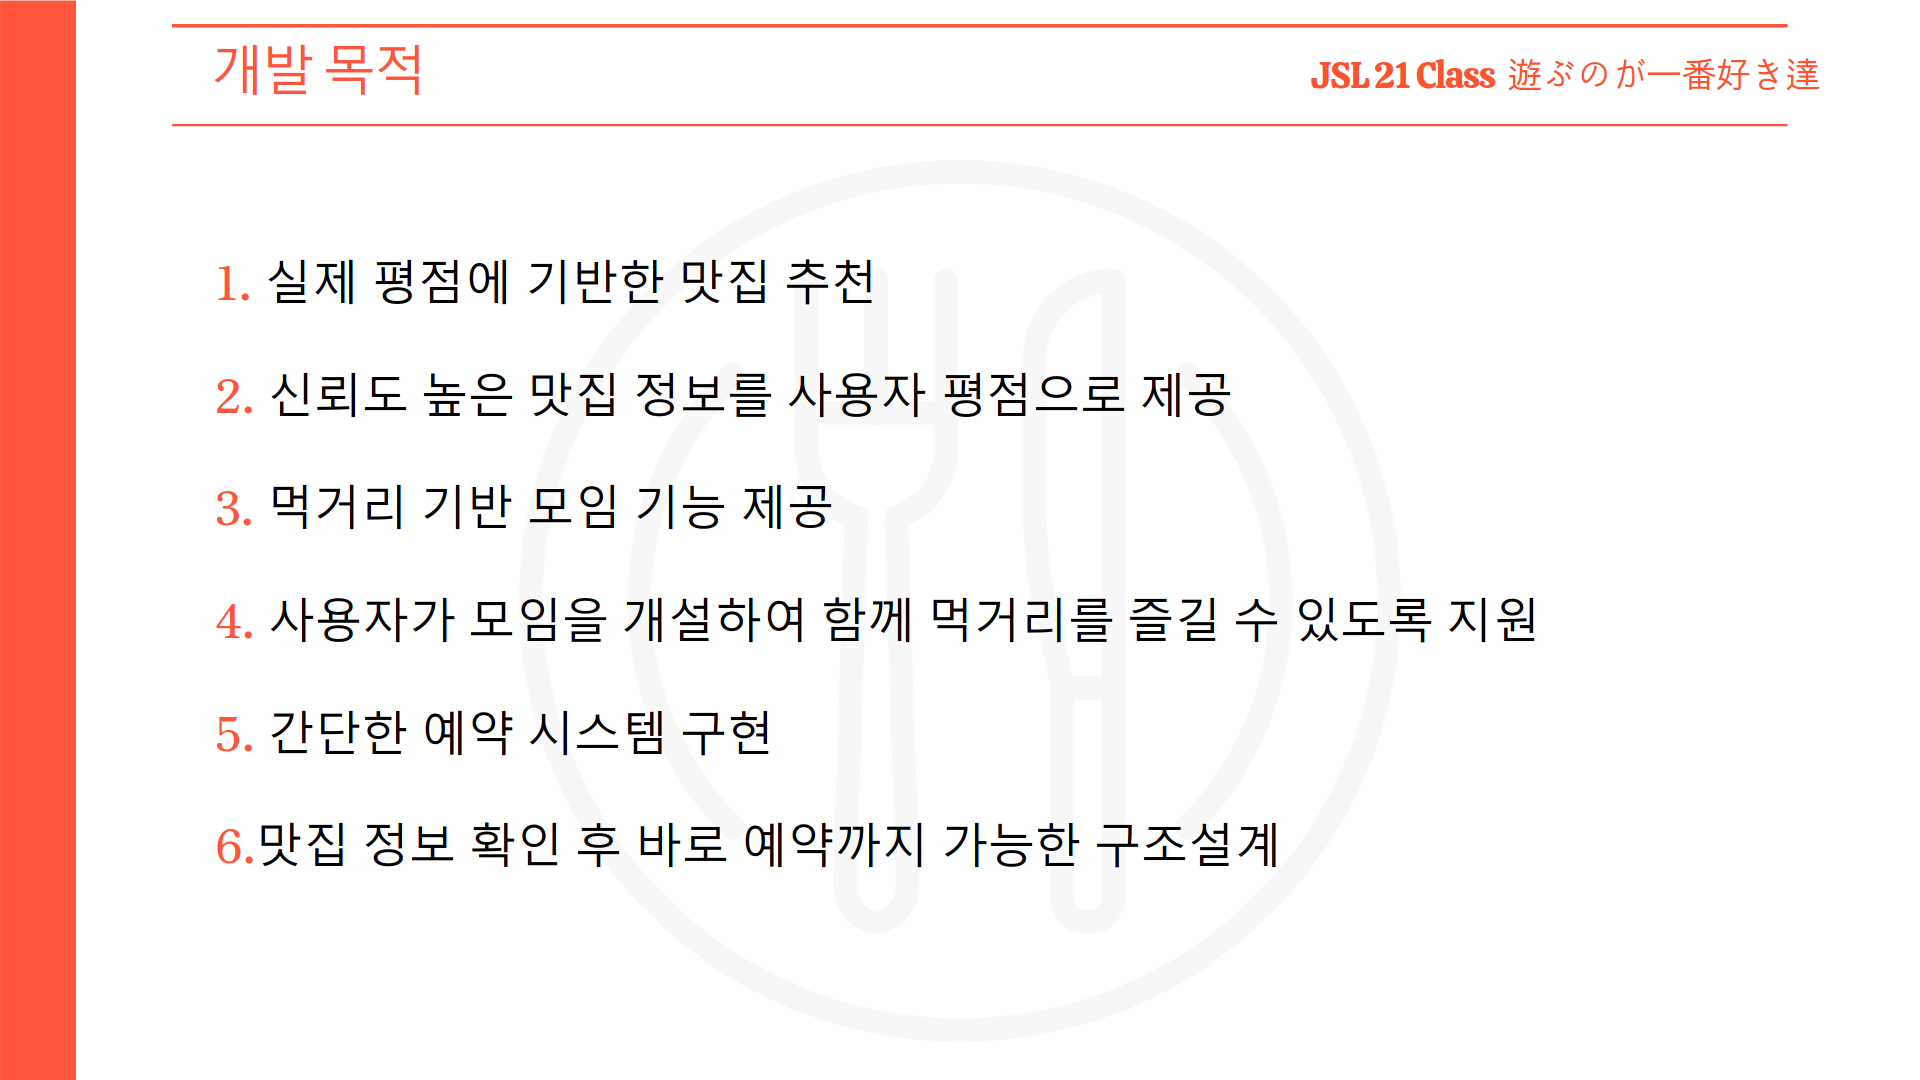 개발 목적
JSL 21 Class 遊ぶのが一番好き達
1. 실제 평점에 기반한 맛집 추천
2. 신뢰도 높은 맛집 정보를 사용자 평점으로 제공
3. 먹거리 기반 모임 기능 제공
4. 사용자가 모임을 개설하여 함께 먹거리를 즐길 수 있도록 지원
5. 간단한 예약 시스템 구현
6.맛집 정보 확인 후 바로 예약까지 가능한 구조설계